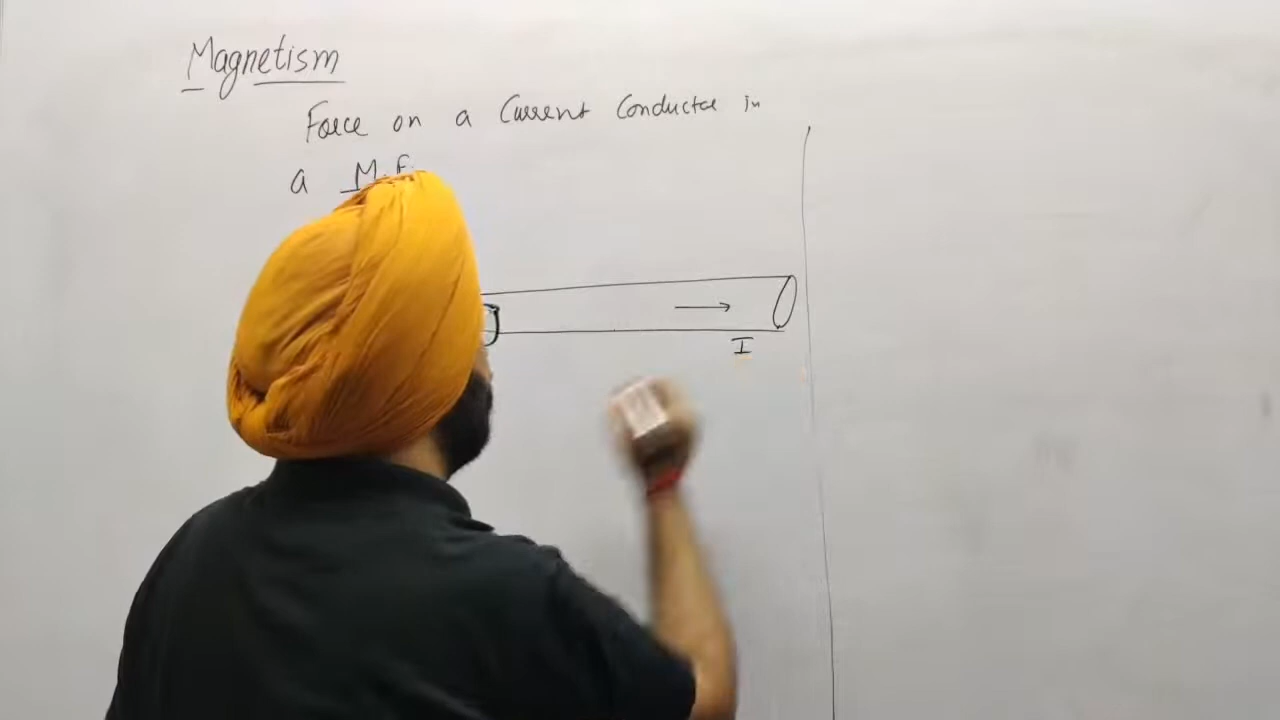 Magnetism
Force on a Current Conductor in
a M.F.
I